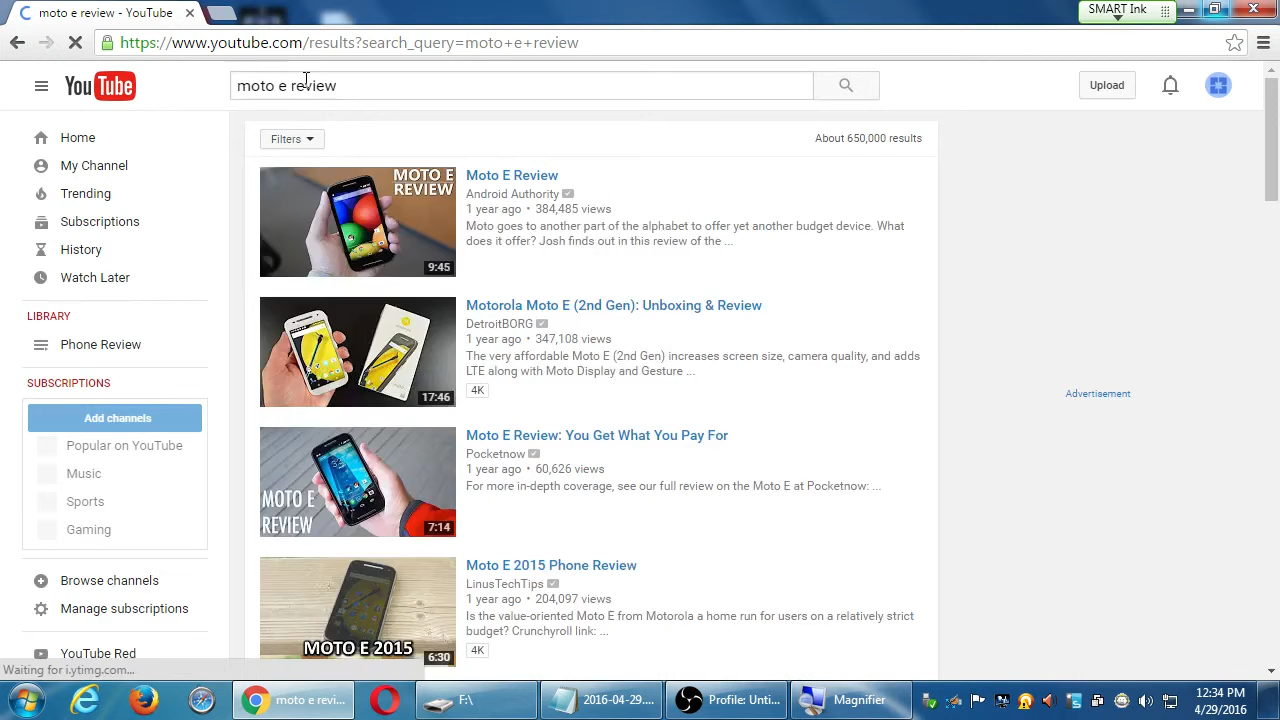 moto e review - YouTube
SMART Ink
https://www.youtube.com/results?search_query=moto+e+review
YouTube
moto e review
Upload
Home
My Channel
Trending
Subscriptions
History
Watch Later
LIBRARY
Phone Review
SUBSCRIPTIONS
Add channels
Popular on YouTube
Music
Sports
Gaming
Browse channels
Manage subscriptions
YouTube Red
Waiting for i.ytimg.com...
Filters
About 650,000 results
MOTO E
REVIEW
9:45
Moto E Review
Android Authority
1 year ago • 384,485 views
Moto goes to another part of the alphabet to offer yet another budget device. What
does it offer? Josh finds out in this review of the ...
17:46
Motorola Moto E (2nd Gen): Unboxing & Review
DetroitBORG
1 year ago • 347,108 views
The very affordable Moto E (2nd Gen) increases screen size, camera quality, and adds
LTE along with Moto Display and Gesture ...
4K
MOTO E
REVIEW
7:14
Moto E Review: You Get What You Pay For
Pocketnow
1 year ago • 60,626 views
For more in-depth coverage, see our full review on the Moto E at Pocketnow: ...
MOTO E 2015
6:30
Moto E 2015 Phone Review
LinusTechTips
1 year ago • 204,097 views
Is the value-oriented Moto E from Motorola a home run for users on a relatively strict
budget? Crunchyroll link: ...
4K
Advertisement
moto e revi...
F:\
2016-04-29....
Profile: Unti...
Magnifier
12:34 PM
4/29/2016